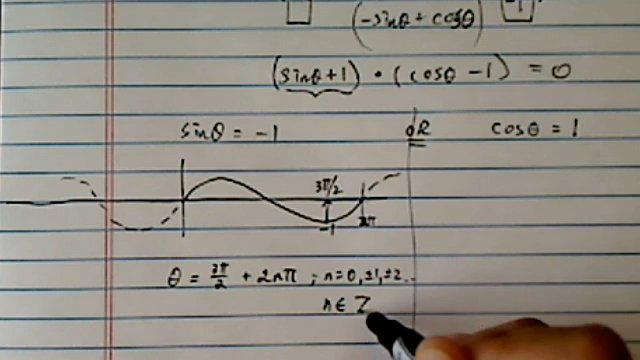 (-sinθ + cosθ) -1
(sinθ + 1) • (cosθ - 1) = 0
sinθ = -1 OR cosθ = 1
3π/2
2π
-1
θ = 3π/2 + 2nπ ; n = 0, ±1, ±2...
n ∈ Z